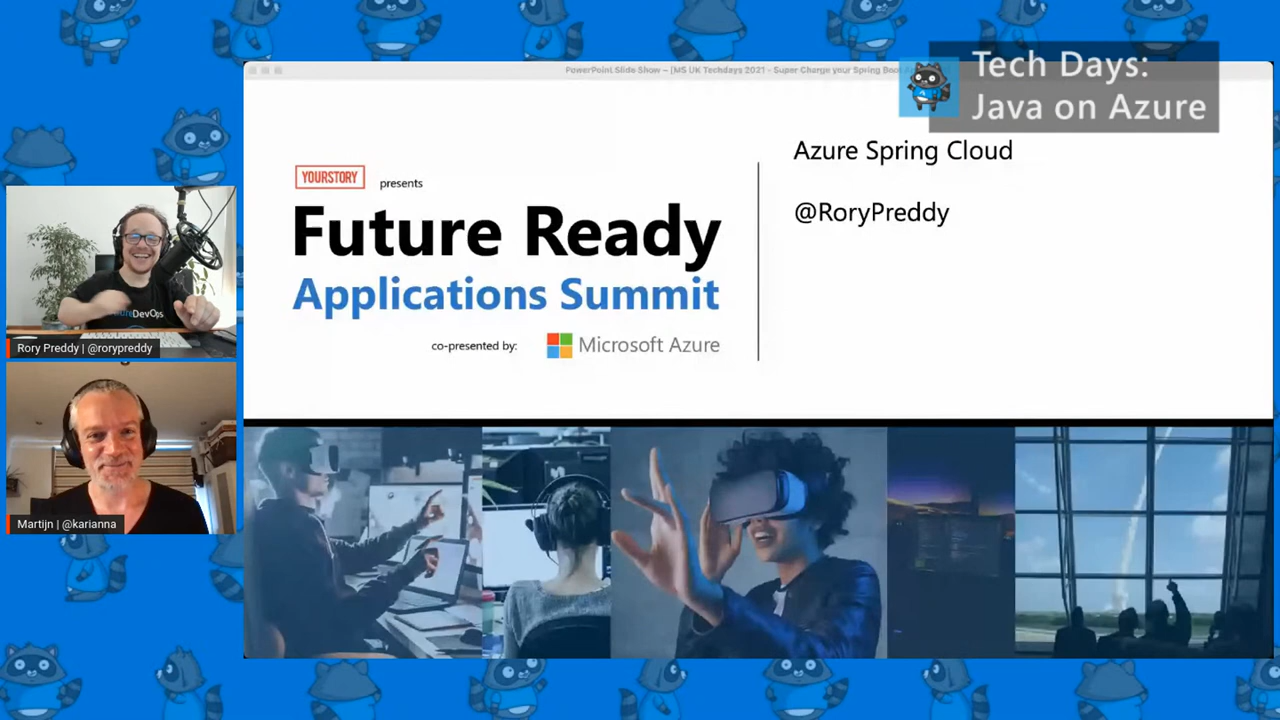 PowerPoint Slide Show – [MS UK Techdays 2021 - Super Charge your Spring Boot
Tech Days:
Java on Azure
Azure Spring Cloud
@RoryPreddy
YOURSTORY presents
Future Ready
Applications Summit
co-presented by: Microsoft Azure
ureDevOps
Rory Preddy | @rorypreddy
Martijn | @karianna